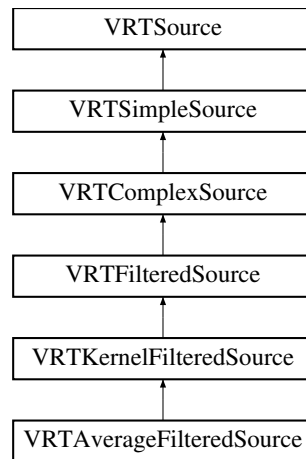 VRTSource
VRTSimpleSource
VRTComplexSource
VRTFilteredSource
VRTKernelFilteredSource
VRTAverageFilteredSource